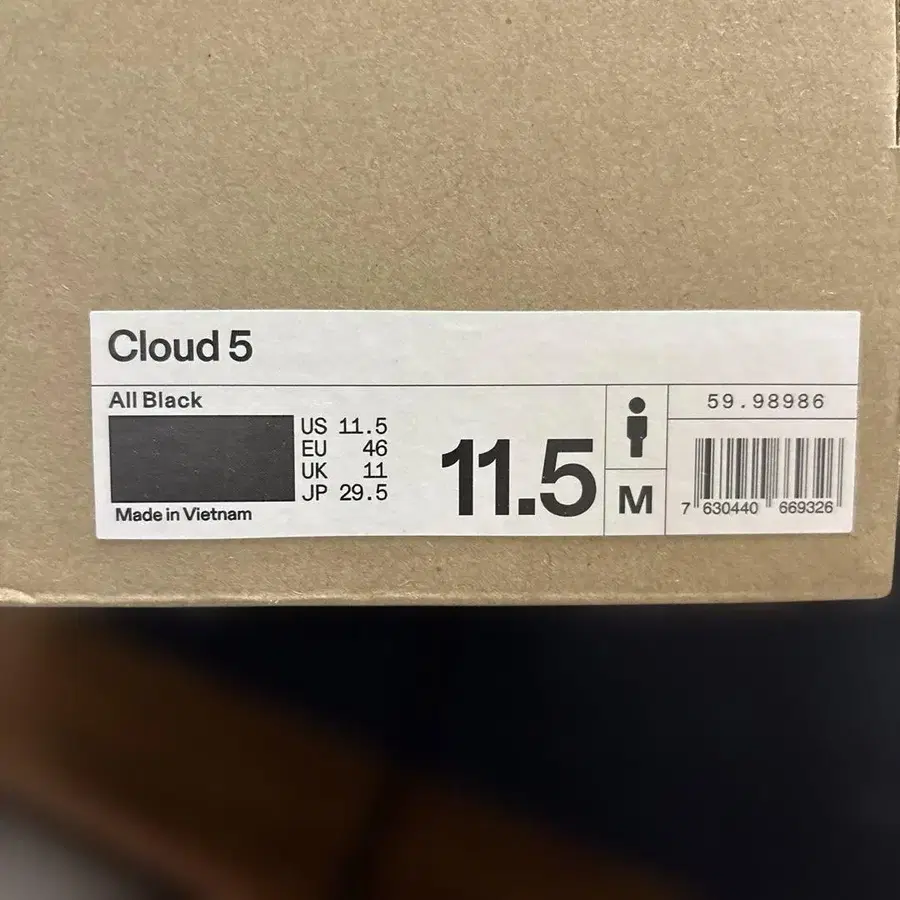 Cloud 5
All Black
US 11.5
EU 46
UK 11
JP 29.5
Made in Vietnam
11.5
M
59.98986
7 630440 669326